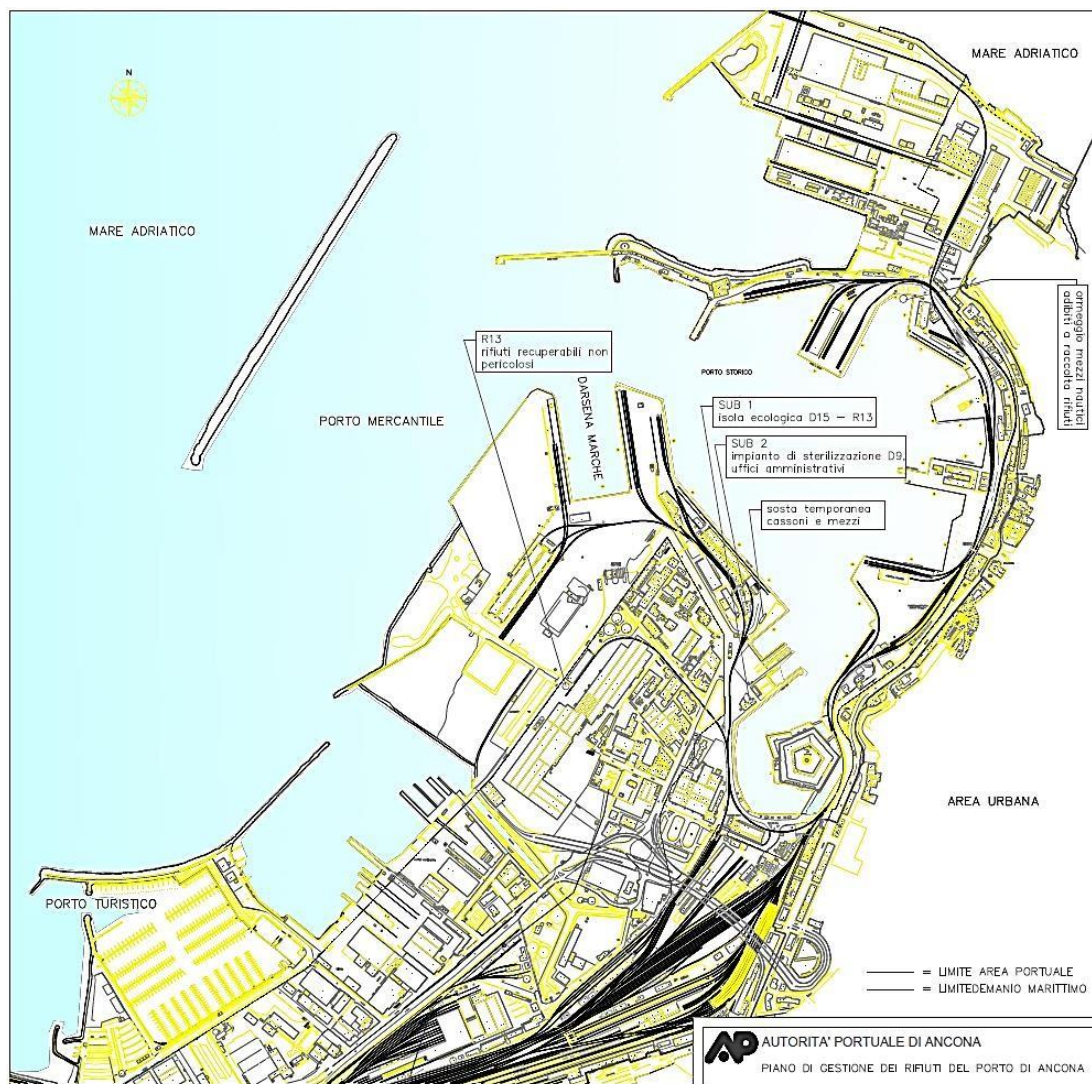 MARE ADRIATICO
N
MARE ADRIATICO
ormeggio mezzi nautici
adibiti a raccolta rifiuti
R13
rifiuti recuperabili non
pericolosi
DARSENA MARCHE
PORTO STORICO
PORTO MERCANTILE
SUB 1
isola ecologica D15 – R13
SUB 2
impianto di sterilizzazione D9,
uffici amministrativi
sosta temporanea
cassoni e mezzi
AREA URBANA
PORTO TURISTICO
= LIMITE AREA PORTUALE
= LIMITEDEMANIO MARITTIMO
AP AUTORITA' PORTUALE DI ANCONA
PIANO DI GESTIONE DEI RIFIUTI DEL PORTO DI ANCONA